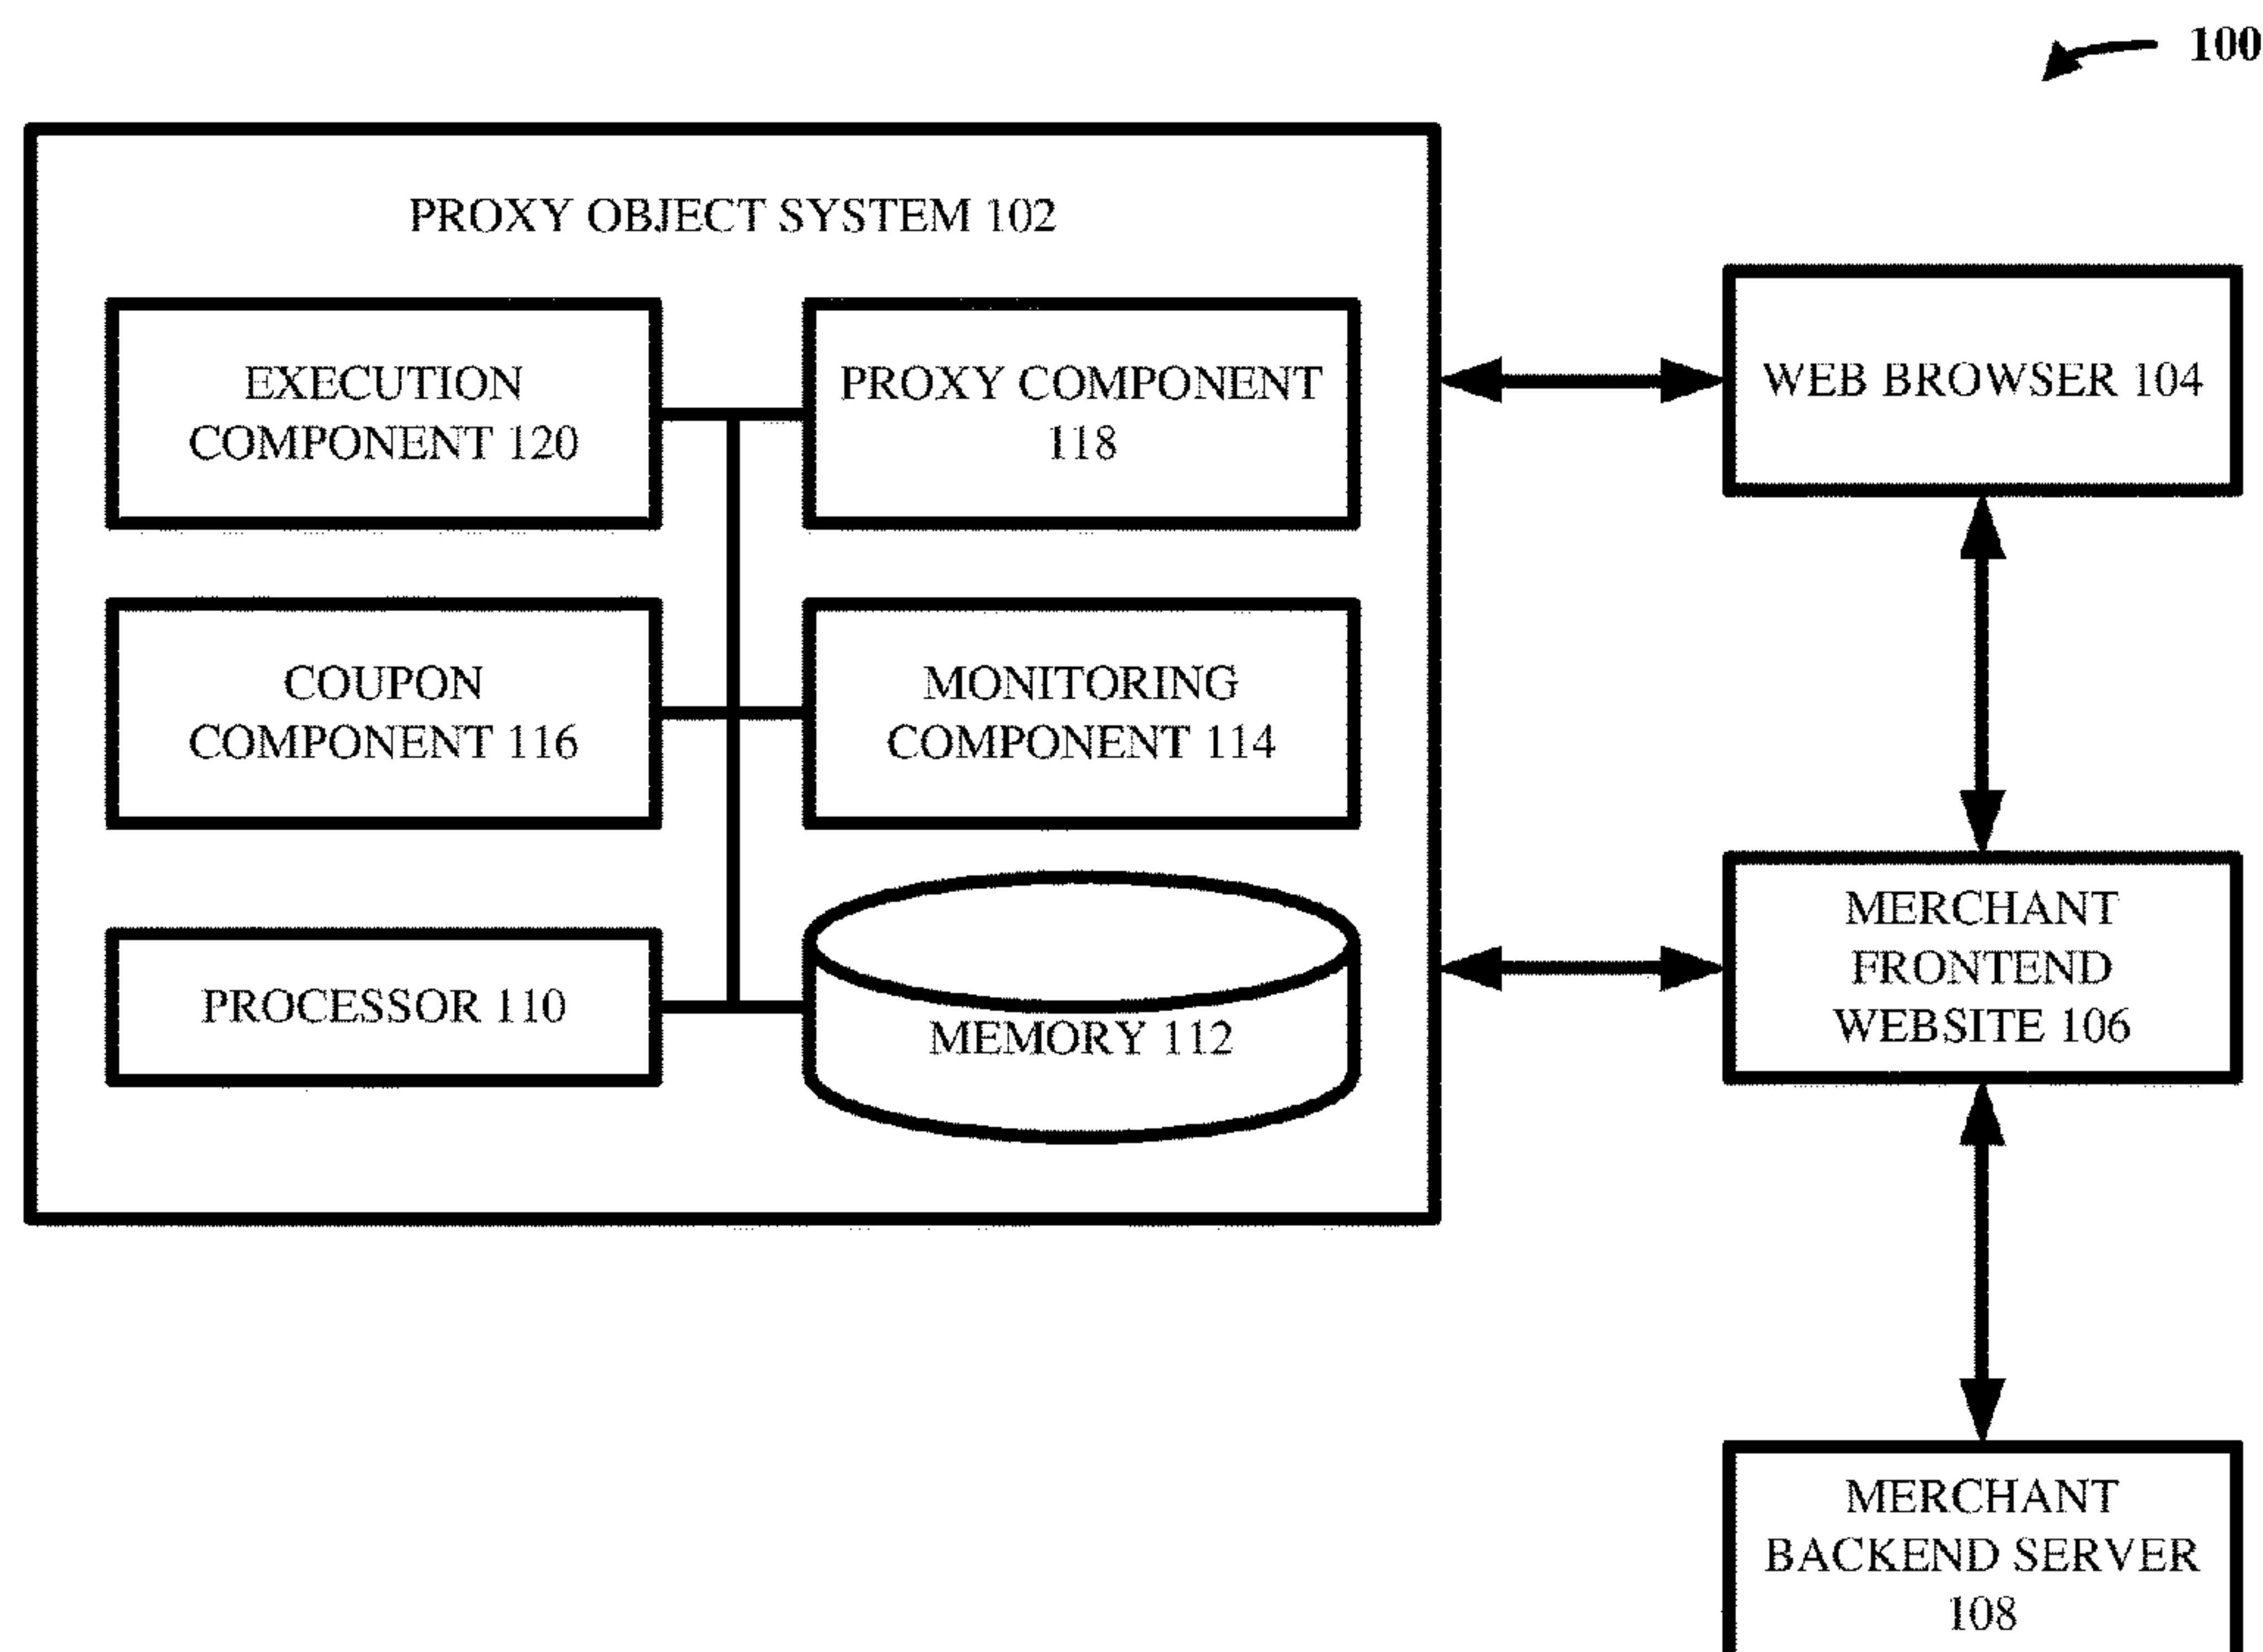 100
PROXY OBJECT SYSTEM 102
EXECUTION
COMPONENT 120
PROXY COMPONENT
118
WEB BROWSER 104
COUPON
COMPONENT 116
MONITORING
COMPONENT 114
PROCESSOR 110
MEMORY 112
MERCHANT
FRONTEND
WEBSITE 106
MERCHANT
BACKEND SERVER
108